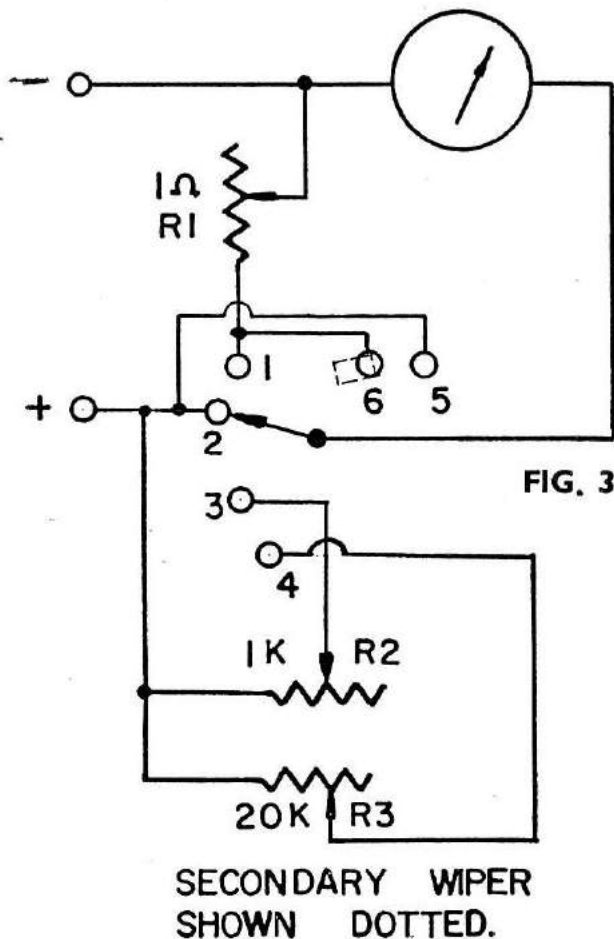 −
1Ω
R1
1
6
5
+
2
FIG. 3
3
4
1K R2
20K R3
SECONDARY WIPER
SHOWN DOTTED.